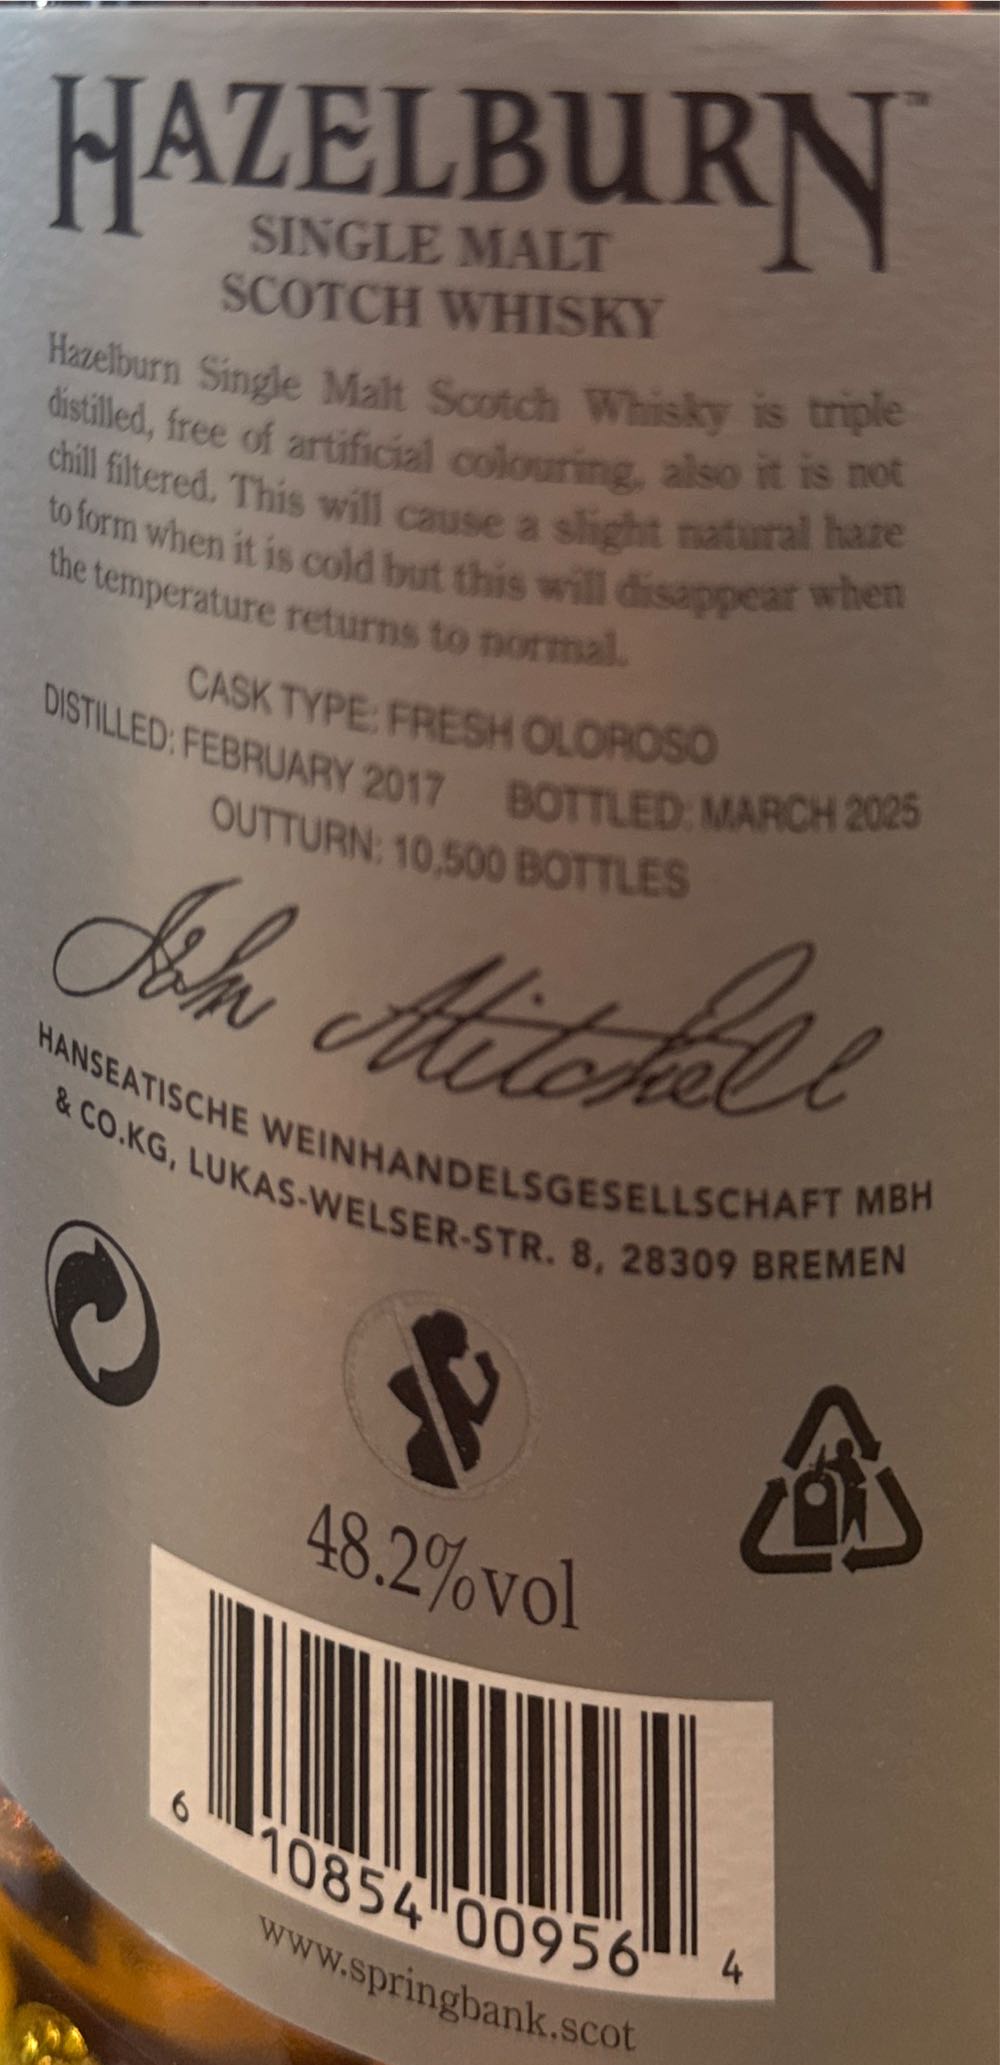 HAZELBURN™
SINGLE MALT
SCOTCH WHISKY
Hazelburn Single Malt Scotch Whisky is triple
distilled, free of artificial colouring, also it is not
chill filtered. This will cause a slight natural haze
to form when it is cold but this will disappear when
the temperature returns to normal.
CASK TYPE: FRESH OLOROSO
DISTILLED: FEBRUARY 2017 BOTTLED: MARCH 2025
OUTTURN: 10,500 BOTTLES
John Mitchell
HANSEATISCHE WEINHANDELSGESELLSCHAFT MBH
& CO.KG, LUKAS-WELSER-STR. 8, 28309 BREMEN
48.2%vol
6 10854 00956 4
www.springbank.scot